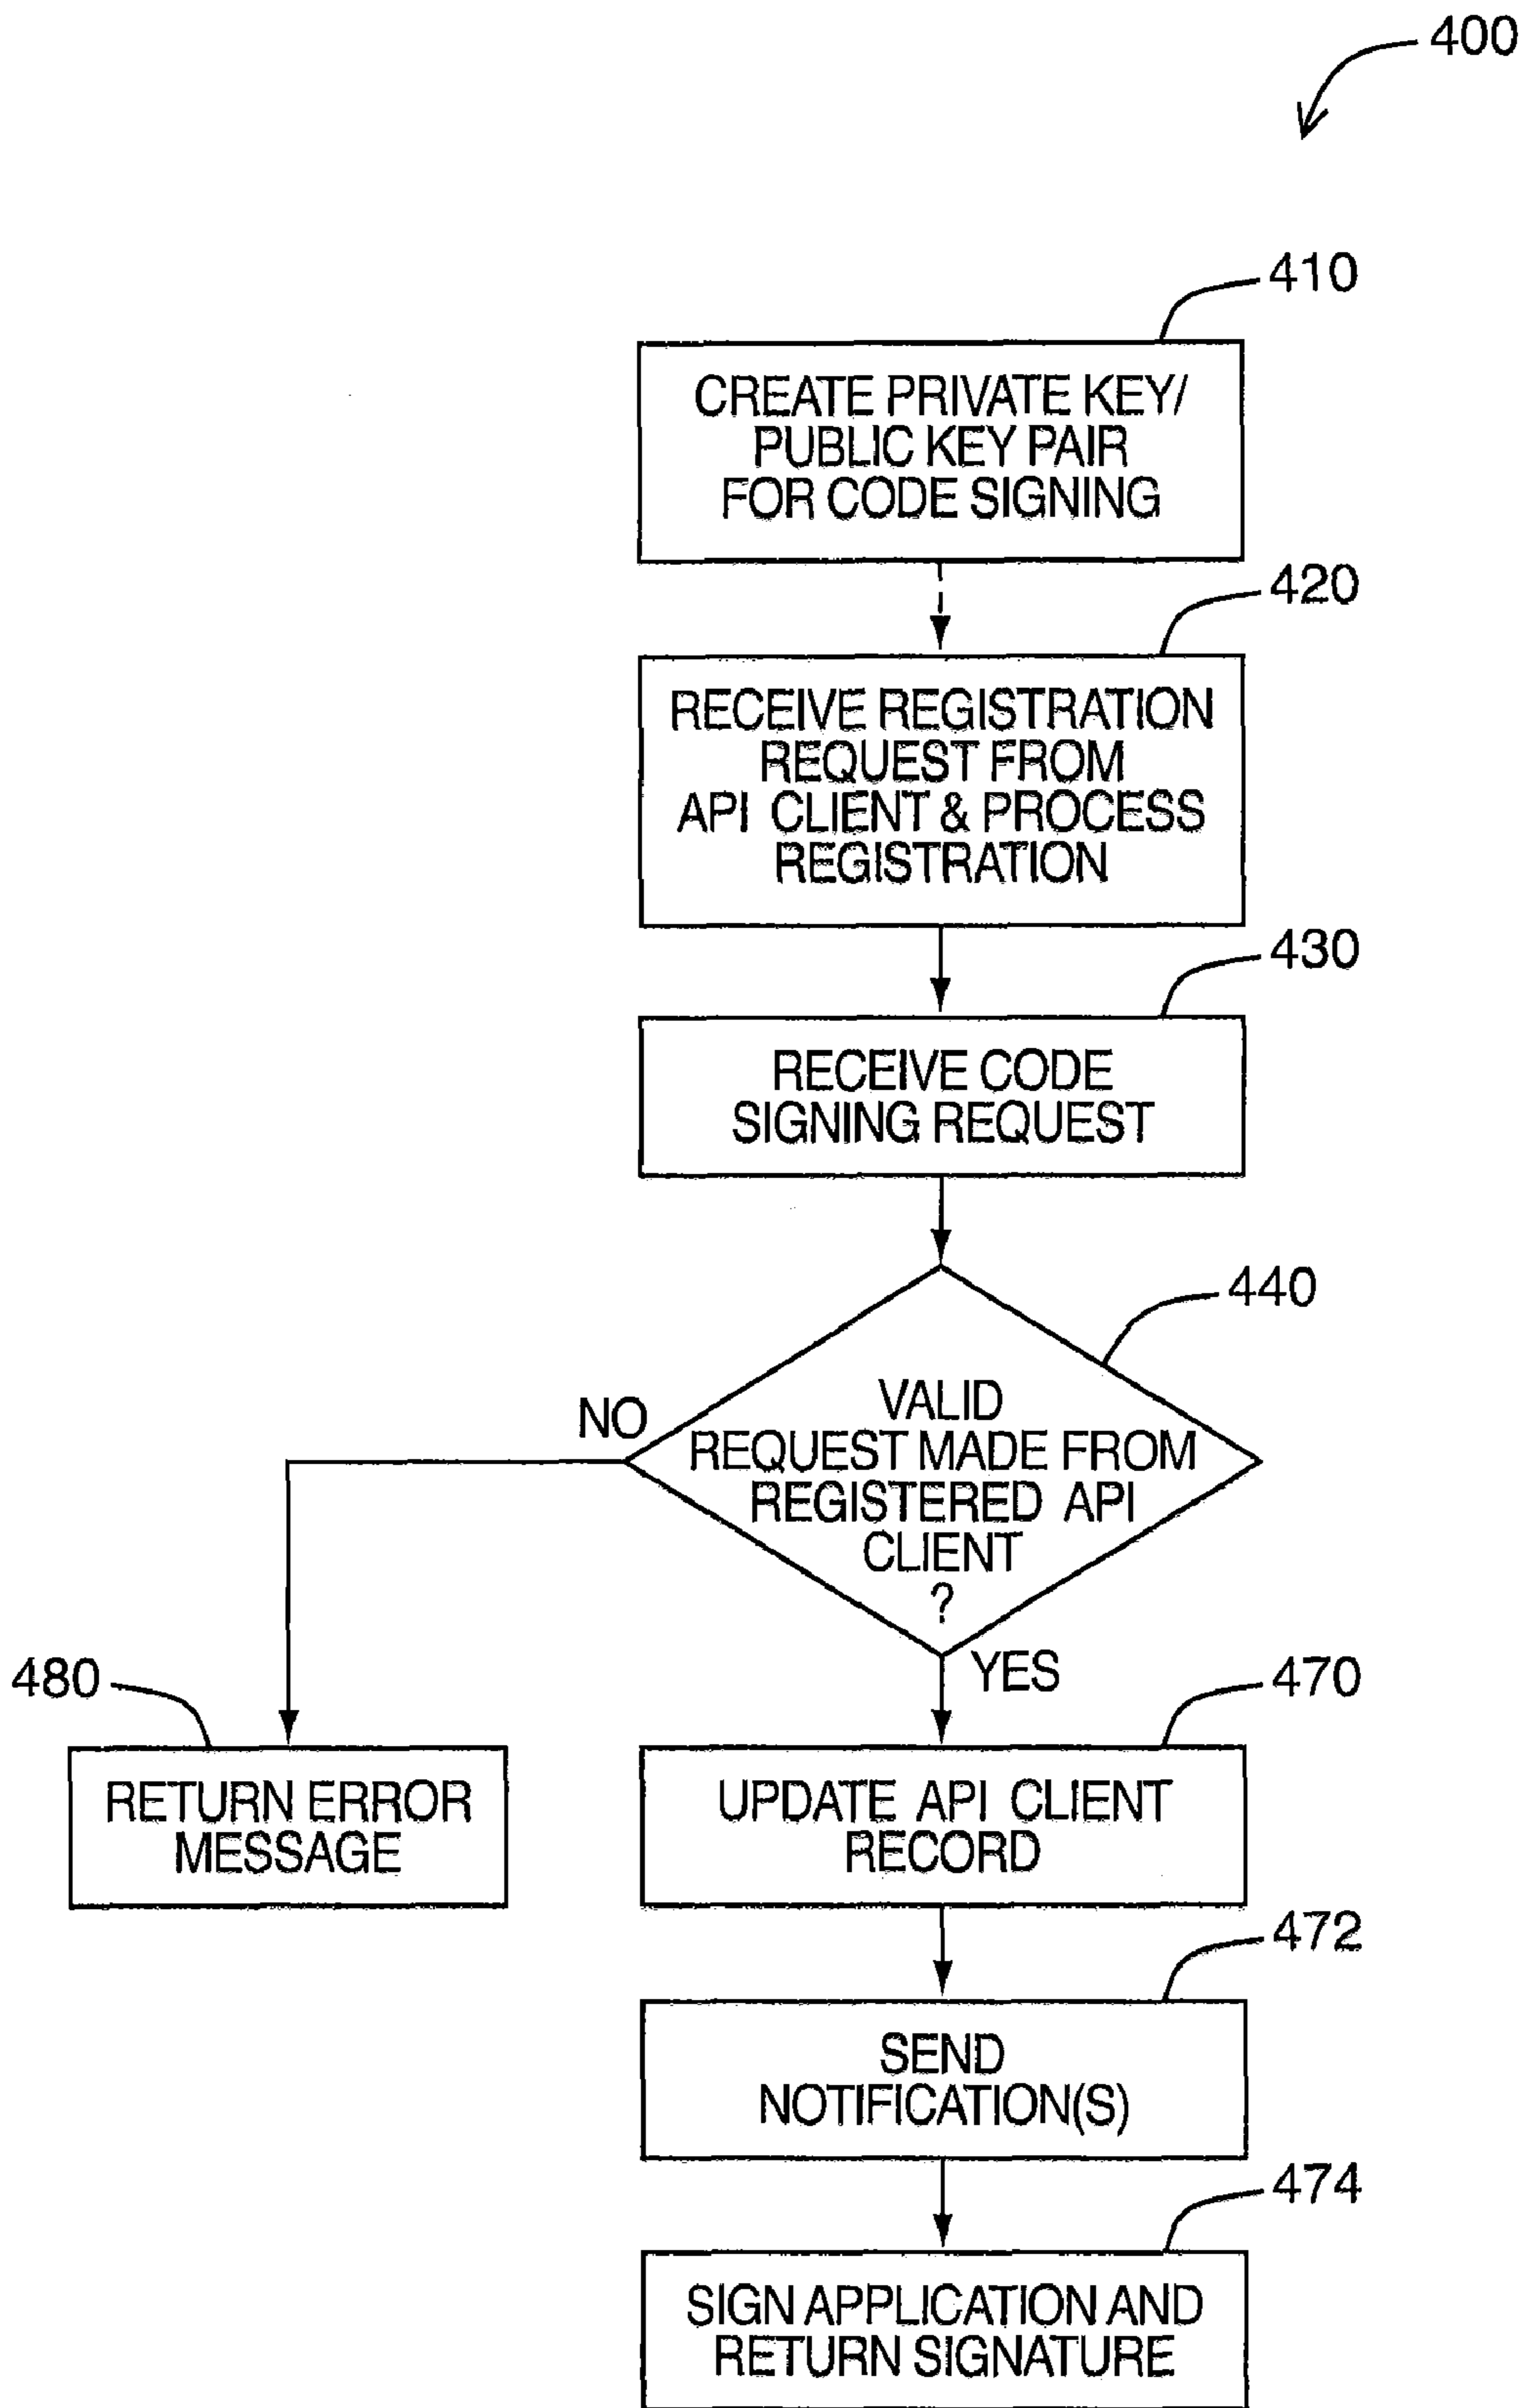 400
410
CREATE PRIVATE KEY/
PUBLIC KEY PAIR
FOR CODE SIGNING
420
RECEIVE REGISTRATION
REQUEST FROM
API CLIENT & PROCESS
REGISTRATION
430
RECEIVE CODE
SIGNING REQUEST
440
VALID
REQUEST MADE FROM
REGISTERED API
CLIENT
?
NO
YES
480
RETURN ERROR
MESSAGE
470
UPDATE API CLIENT
RECORD
472
SEND
NOTIFICATION(S)
474
SIGN APPLICATION AND
RETURN SIGNATURE